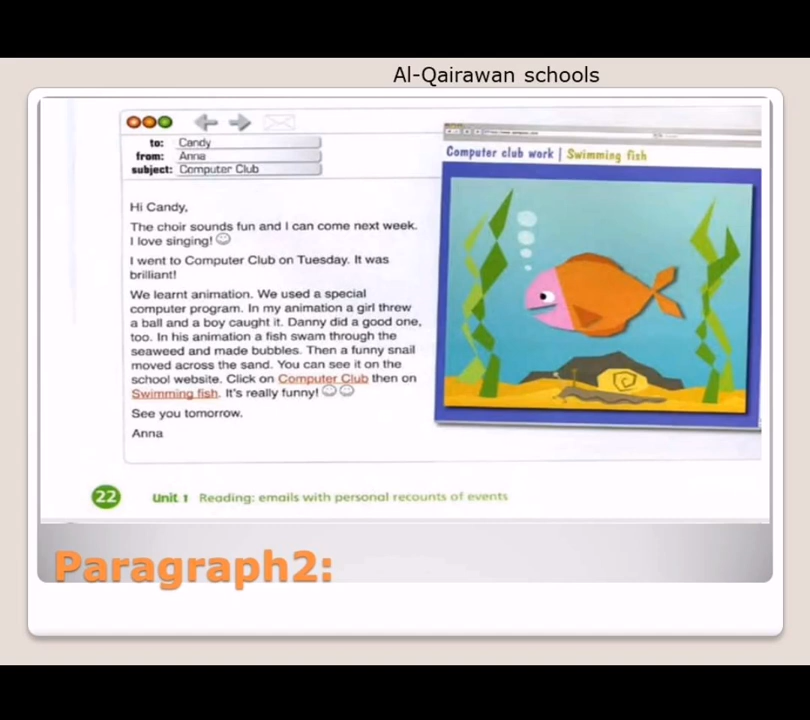 Al-Qairawan schools
to: Candy
from: Anna
subject: Computer Club
Hi Candy,
The choir sounds fun and I can come next week.
I love singing!
I went to Computer Club on Tuesday. It was
brilliant!
We learnt animation. We used a special
computer program. In my animation a girl threw
a ball and a boy caught it. Danny did a good one,
too. In his animation a fish swam through the
seaweed and made bubbles. Then a funny snail
moved across the sand. You can see it on the
school website. Click on Computer Club then on
Swimming fish. It's really funny!
See you tomorrow.
Anna
Computer club work | Swimming fish
22 Unit 1 Reading: emails with personal recounts of events
Paragraph2: